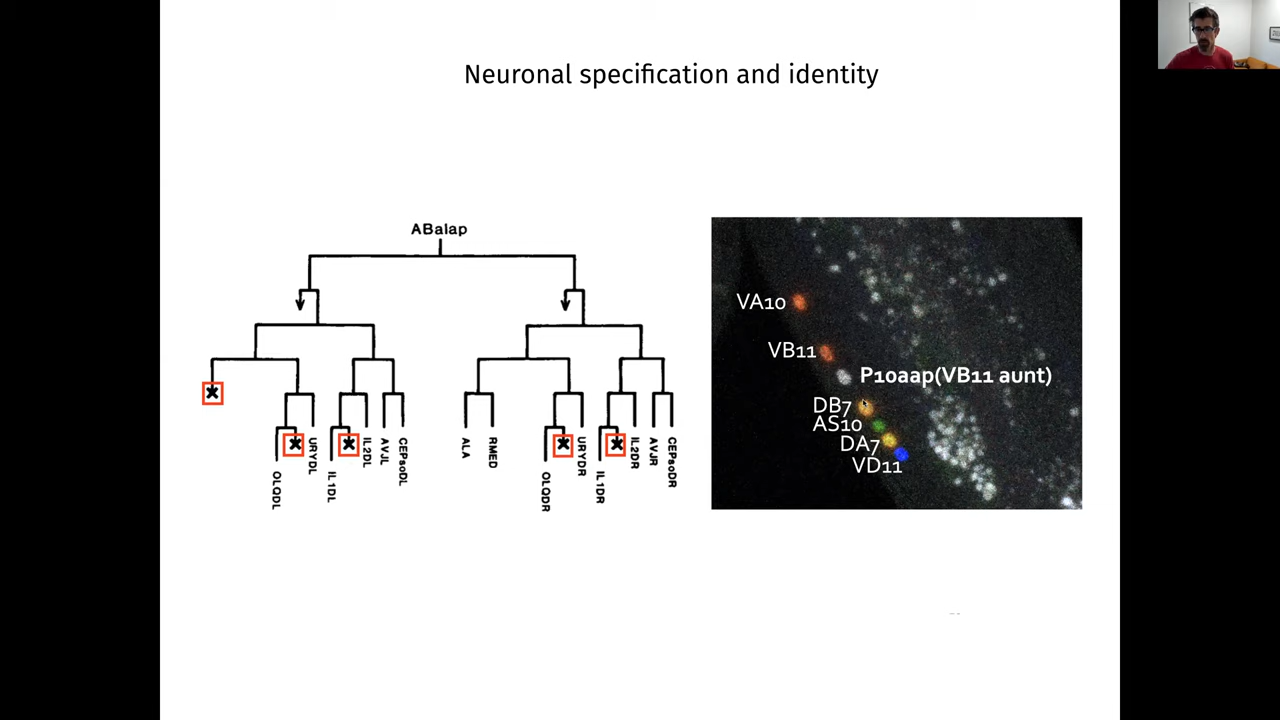 Neuronal specification and identity
ABalap
OLQDL
URYDL
IL1DL
IL2DL
AVJL
CEPsoDL
ALA
RMED
OLQDR
URYDR
IL1DR
IL2DR
AVJR
CEPsoDR
VA10
VB11
P10aap(VB11 aunt)
DB7
AS10
DA7
VD11